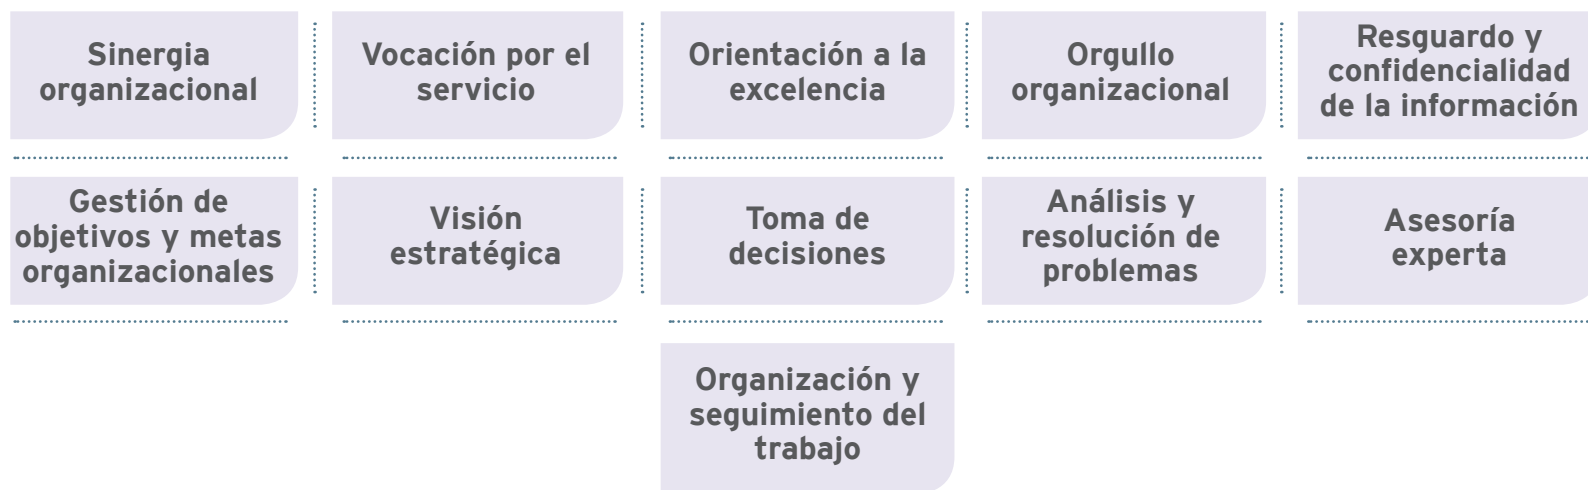 Sinergia
organizacional
Vocación por el
servicio
Orientación a la
excelencia
Orgullo
organizacional
Resguardo y
confidencialidad
de la información
Gestión de
objetivos y metas
organizacionales
Visión
estratégica
Toma de
decisiones
Análisis y
resolución de
problemas
Asesoría
experta
Organización y
seguimiento del
trabajo